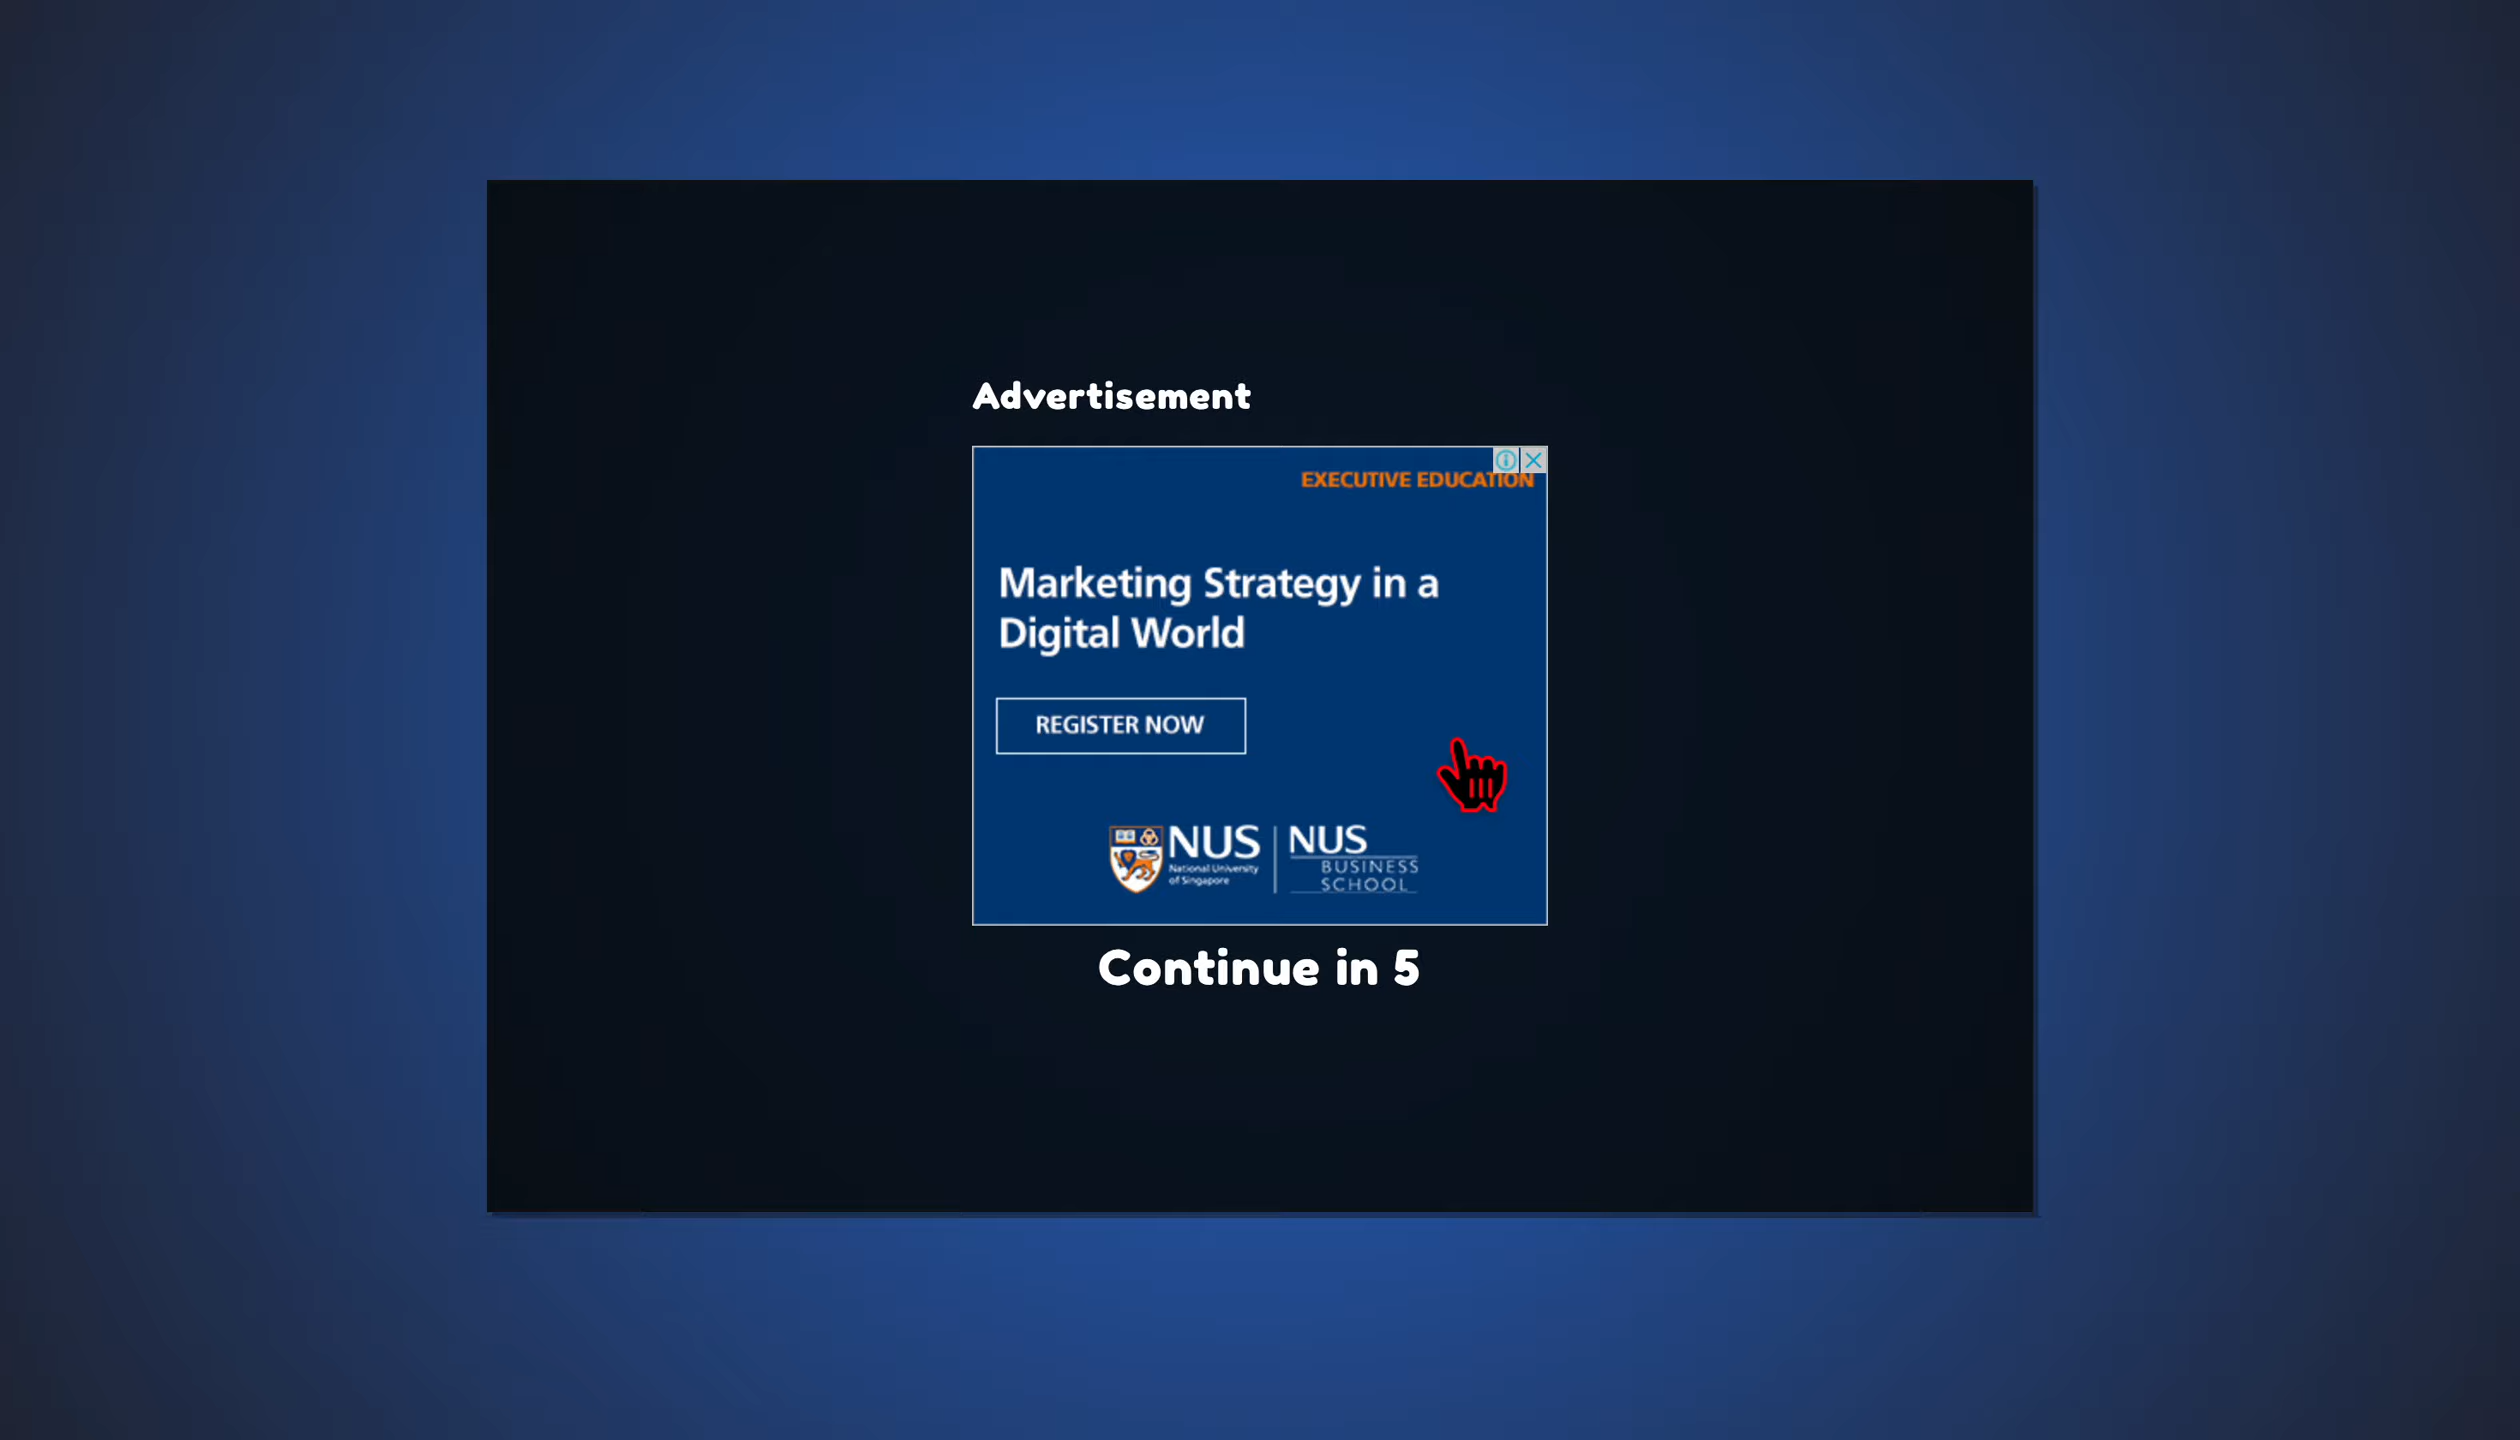 Advertisement
EXECUTIVE EDUCATION
Marketing Strategy in a
Digital World
REGISTER NOW
NUS
National University
of Singapore
NUS
BUSINESS
SCHOOL
Continue in 5